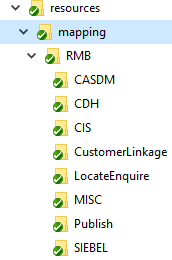 resources
mapping
RMB
CASDM
CDH
CIS
CustomerLinkage
LocateEnquire
MISC
Publish
SIEBEL